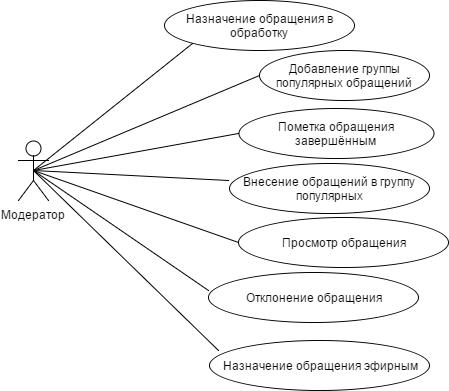 Назначение обращения в
обработку
Добавление группы
популярных обращений
Пометка обращения
завершённым
Внесение обращений в группу
популярных
Модератор
Просмотр обращения
Отклонение обращения
Назначение обращения эфирным